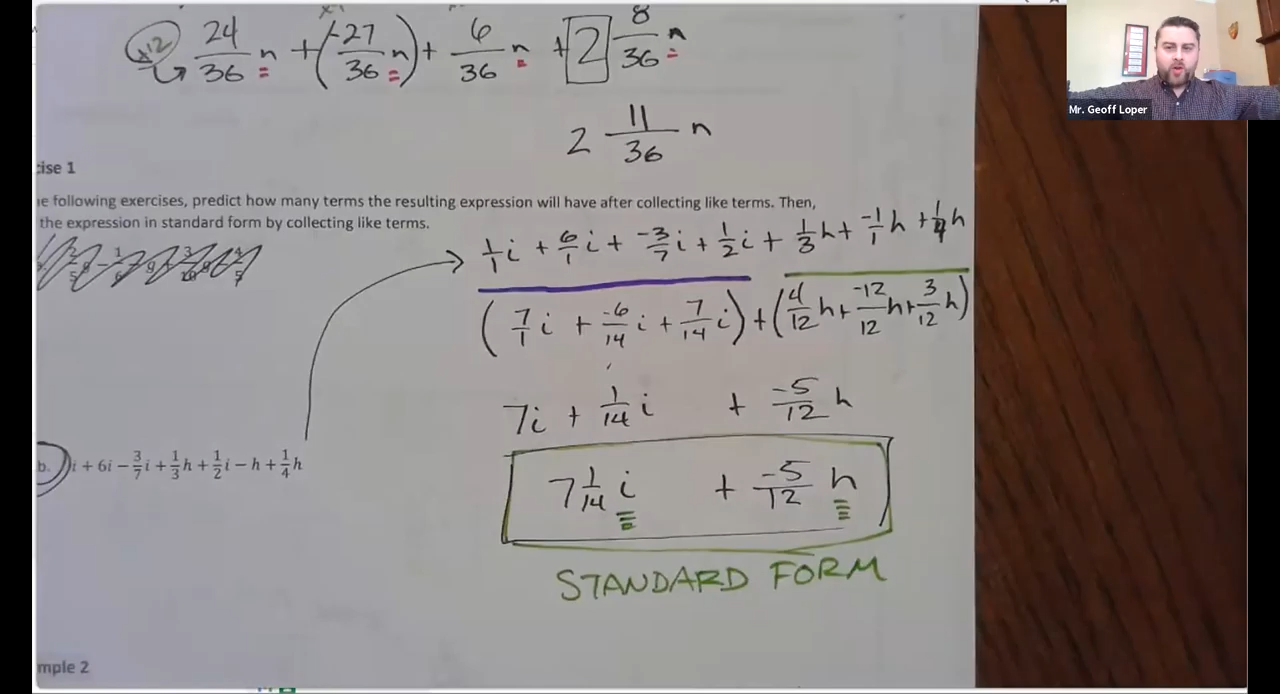 24/36 n + (-27/36 n) + 6/36 n + 2 8/36 n
Mr. Geoff Loper
2 11/36 n
cise 1
e following exercises, predict how many terms the resulting expression will have after collecting like terms. Then,
the expression in standard form by collecting like terms.
1/1 i + 6/1 i + -3/7 i + 1/2 i + 1/3 h + -1/1 h + 1/4 h
(7/1 i + -6/14 i + 7/14 i) + (4/12 h + -12/12 h + 3/12 h)
7i + 1/14 i + -5/12 h
b. i + 6i − 3/7 i + 1/3 h + 1/2 i − h + 1/4 h
7 1/14 i + -5/12 h
STANDARD FORM
mple 2